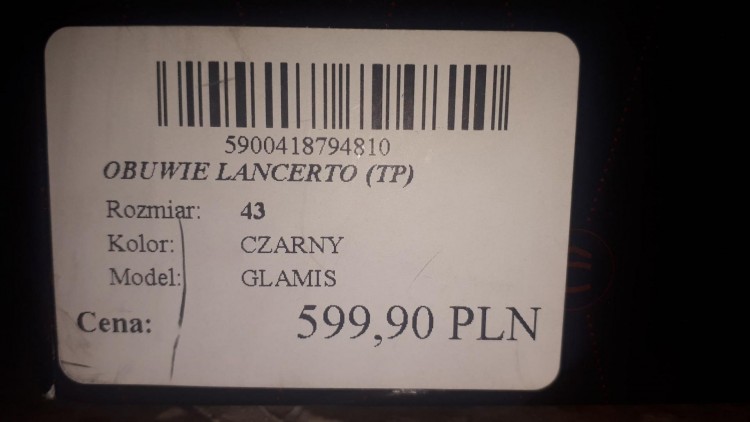 5900418794810
OBUWIE LANCERTO (TP)
Rozmiar: 43
Kolor: CZARNY
Model: GLAMIS
Cena: 599,90 PLN